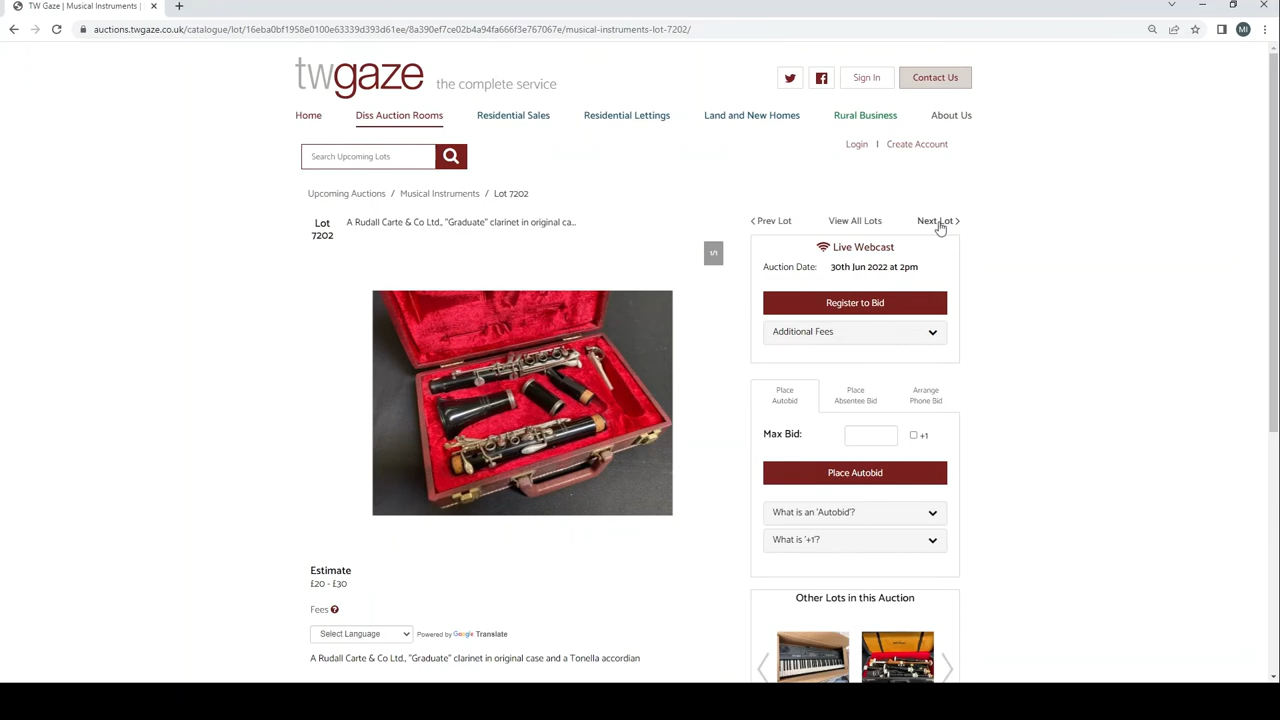 TW Gaze | Musical Instruments |
auctions.twgaze.co.uk/catalogue/lot/16eba0bf1958e0100e63339d393d61ee/8a390ef7ce02b4a94fa666f3e767067e/musical-instruments-lot-7202/
MI
twgaze the complete service
Sign In
Contact Us
Home
Diss Auction Rooms
Residential Sales
Residential Lettings
Land and New Homes
Rural Business
About Us
Search Upcoming Lots
Login | Create Account
Upcoming Auctions / Musical Instruments / Lot 7202
Lot
7202
A Rudall Carte & Co Ltd., "Graduate" clarinet in original ca...
1/1
Prev Lot
View All Lots
Next Lot
Live Webcast
Auction Date: 30th Jun 2022 at 2pm
Register to Bid
Additional Fees
Place
Autobid
Place
Absentee Bid
Arrange
Phone Bid
Max Bid:
+1
Place Autobid
What is an 'Autobid'?
What is '+1'?
Estimate
£20 - £30
Fees
Select Language
Powered by Google Translate
A Rudall Carte & Co Ltd., "Graduate" clarinet in original case and a Tonella accordian
Other Lots in this Auction